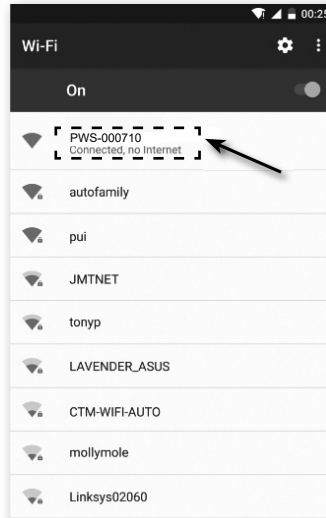 00:25
Wi-Fi
On
PWS-000710
Connected, no Internet
autofamily
pui
JMTNET
tonyp
LAVENDER_ASUS
CTM-WIFI-AUTO
mollymole
Linksys02060